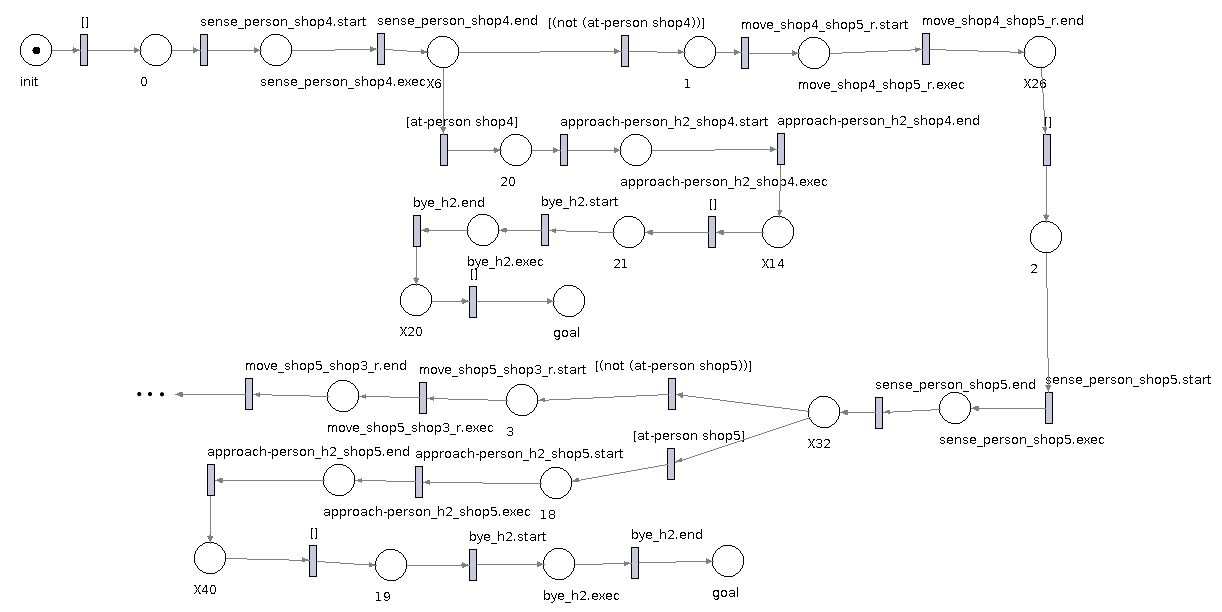 []
sense_person_shop4.start
sense_person_shop4.end
[(not (at-person shop4))]
move_shop4_shop5_r.start
move_shop4_shop5_r.end
init
0
sense_person_shop4.exec
X6
1
move_shop4_shop5_r.exec
X26
[at-person shop4]
approach-person_h2_shop4.start
approach-person_h2_shop4.end
[]
20
approach-person_h2_shop4.exec
bye_h2.end
bye_h2.start
[]
bye_h2.exec
21
X14
2
[]
X20
goal
move_shop5_shop3_r.end
move_shop5_shop3_r.start
[(not (at-person shop5))]
sense_person_shop5.end
sense_person_shop5.start
...
move_shop5_shop3_r.exec
3
[at-person shop5]
X32
sense_person_shop5.exec
approach-person_h2_shop5.end
approach-person_h2_shop5.start
approach-person_h2_shop5.exec
18
[]
bye_h2.start
bye_h2.end
X40
19
bye_h2.exec
goal